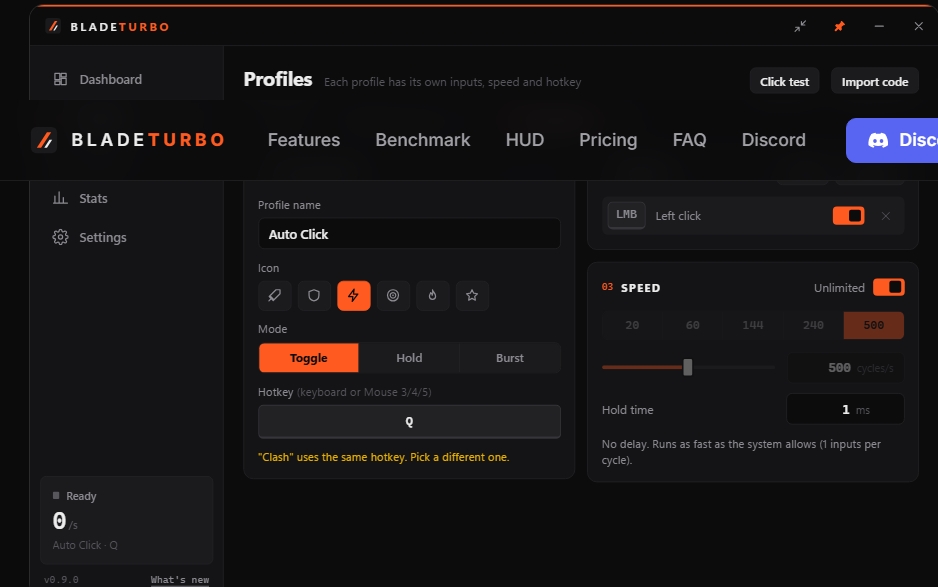 BLADETURBO
Dashboard
Profiles Each profile has its own inputs, speed and hotkey
Click test
Import code
BLADETURBO Features Benchmark HUD Pricing FAQ Discord
Stats
Settings
Profile name
Auto Click
Icon
Mode
Toggle Hold Burst
Hotkey (keyboard or Mouse 3/4/5)
Q
"Clash" uses the same hotkey. Pick a different one.
LMB Left click
03 SPEED Unlimited
20 60 144 240 500
500 cycles/s
Hold time 1 ms
No delay. Runs as fast as the system allows (1 inputs per
cycle).
Ready
0 /s
Auto Click · Q
v0.9.0 What's new